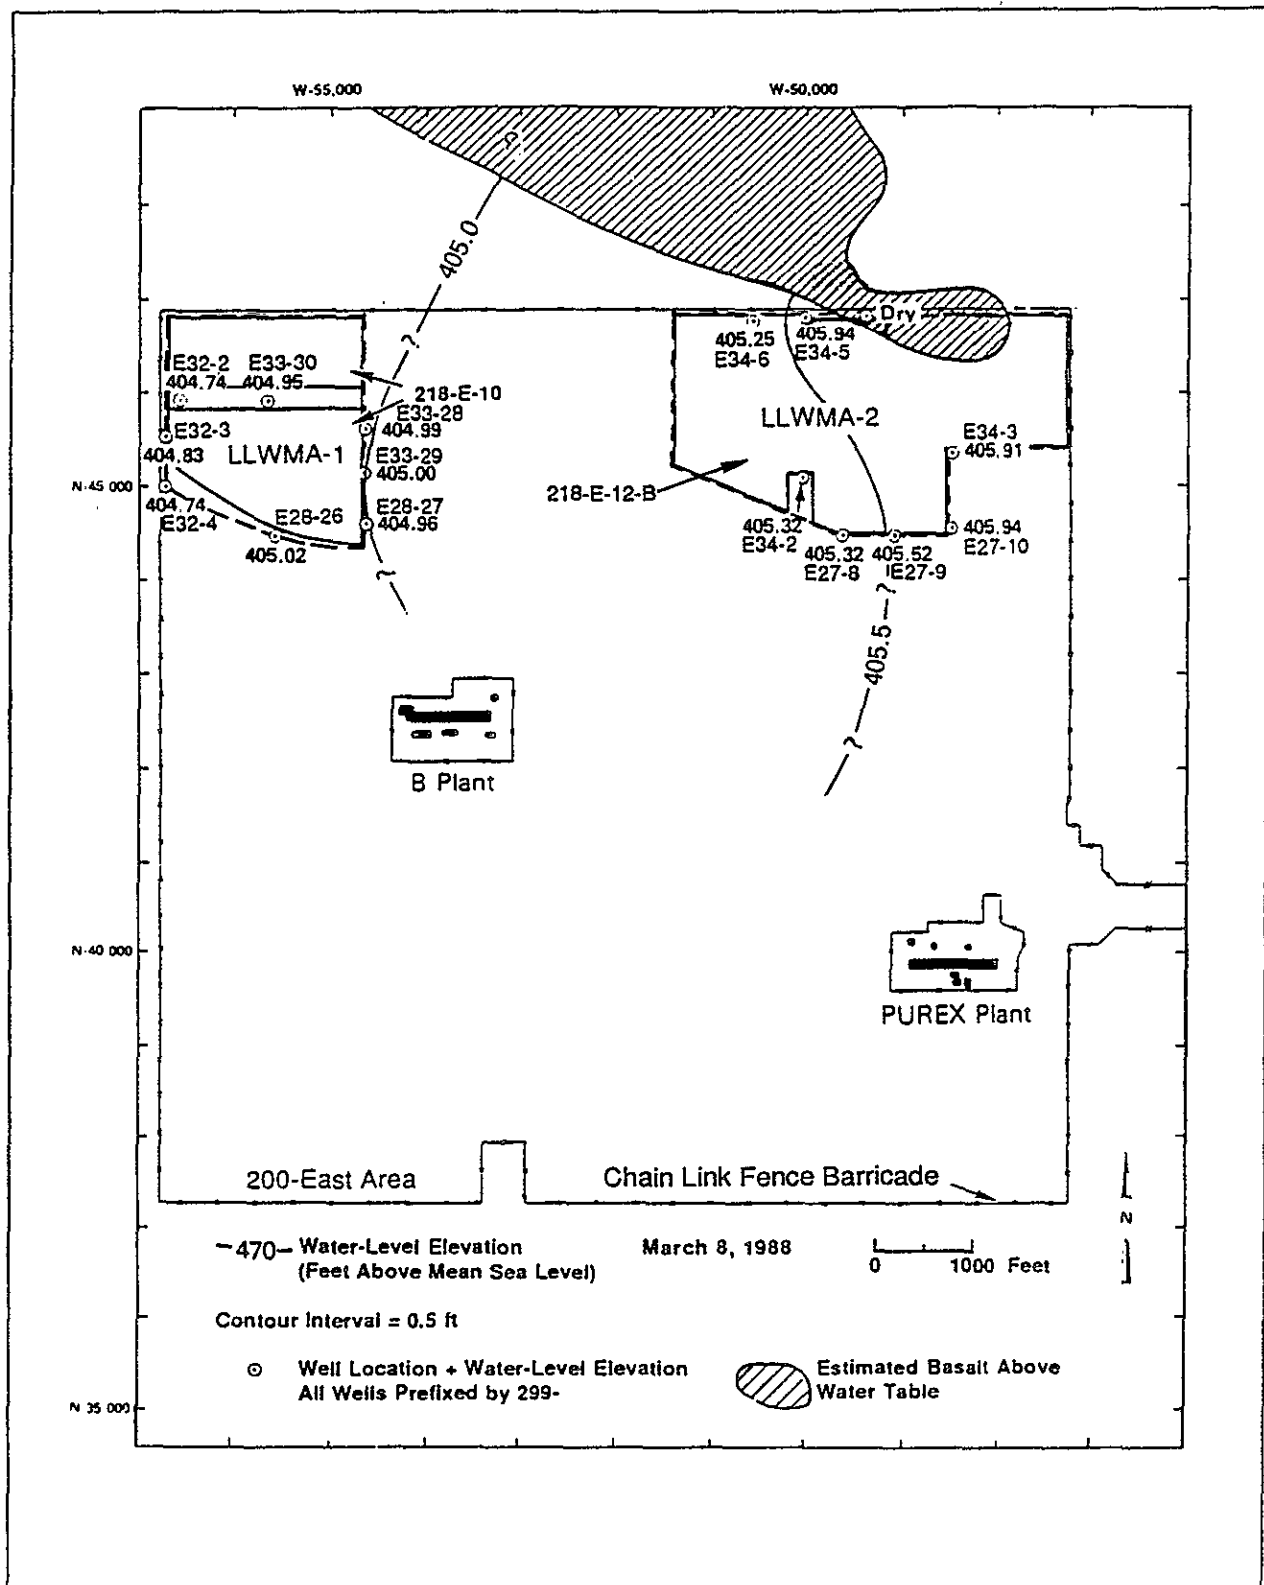 W-55,000
W-50,000
405.0
?
Dry
405.25
E34-6
405.94
E34-5
E32-2
404.74
E33-30
404.95
218-E-10
E33-28
404.99
E32-3
404.83
LLWMA-1
E33-29
405.00
LLWMA-2
E34-3
405.91
N-45 000
404.74
E32-4
E28-26
405.02
E28-27
404.96
218-E-12-B
405.32
E34-2
405.32
E27-8
405.52
E27-9
405.94
E27-10
?
?
405.5
?
B Plant
N-40 000
PUREX Plant
200-East Area
Chain Link Fence Barricade
N
470
Water-Level Elevation
(Feet Above Mean Sea Level)
March 8, 1988
0 1000 Feet
Contour Interval = 0.5 ft
Well Location + Water-Level Elevation
All Wells Prefixed by 299-
Estimated Basalt Above
Water Table
N 35 000